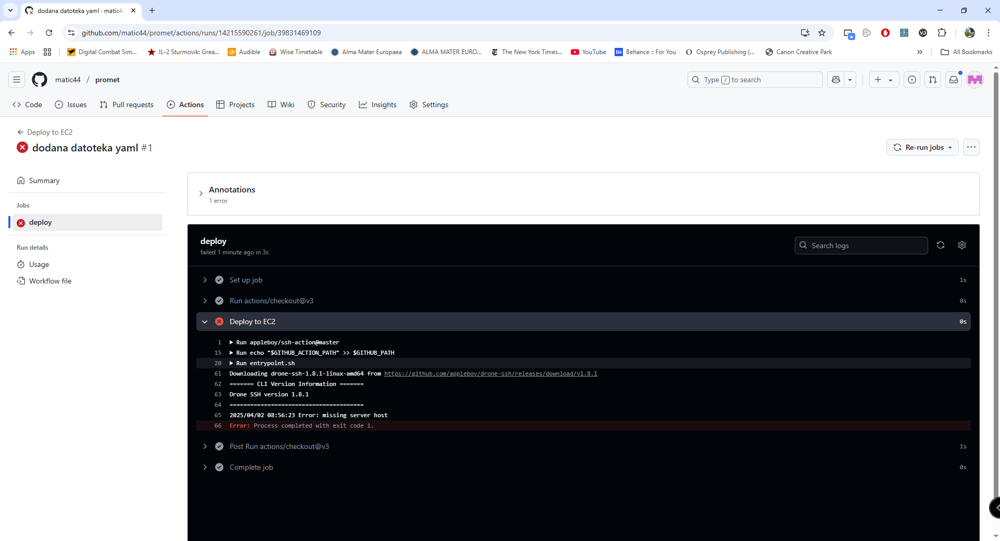 dodana datoteka yaml · matic4
github.com/matic44/promet/actions/runs/14215590261/job/39831469109
Apps
Digital Combat Sim...
IL-2 Sturmovik: Grea...
Audible
Wise Timetable
Alma Mater Europaea
ALMA MATER EURO...
The New York Times...
YouTube
Bē
Behance :: For You
Osprey Publishing (...
Canon Creative Park
All Bookmarks
matic44 / promet
Type / to search
Code
Issues
Pull requests
Actions
Projects
Wiki
Security
Insights
Settings
Deploy to EC2
dodana datoteka yaml #1
Re-run jobs
Summary
Jobs
deploy
Run details
Usage
Workflow file
Annotations
1 error
deploy
failed 1 minute ago in 3s
Search logs
Set up job 1s
Run actions/checkout@v3 0s
Deploy to EC2 0s
1 Run appleboy/ssh-action@master
15 Run echo "$GITHUB_ACTION_PATH" >> $GITHUB_PATH
20 Run entrypoint.sh
61 Downloading drone-ssh-1.8.1-linux-amd64 from https://github.com/appleboy/drone-ssh/releases/download/v1.8.1
62 ======= CLI Version Information =======
63 Drone SSH version 1.8.1
64 =======================================
65 2025/04/02 08:56:23 Error: missing server host
66 Error: Process completed with exit code 1.
Post Run actions/checkout@v3 1s
Complete job 0s